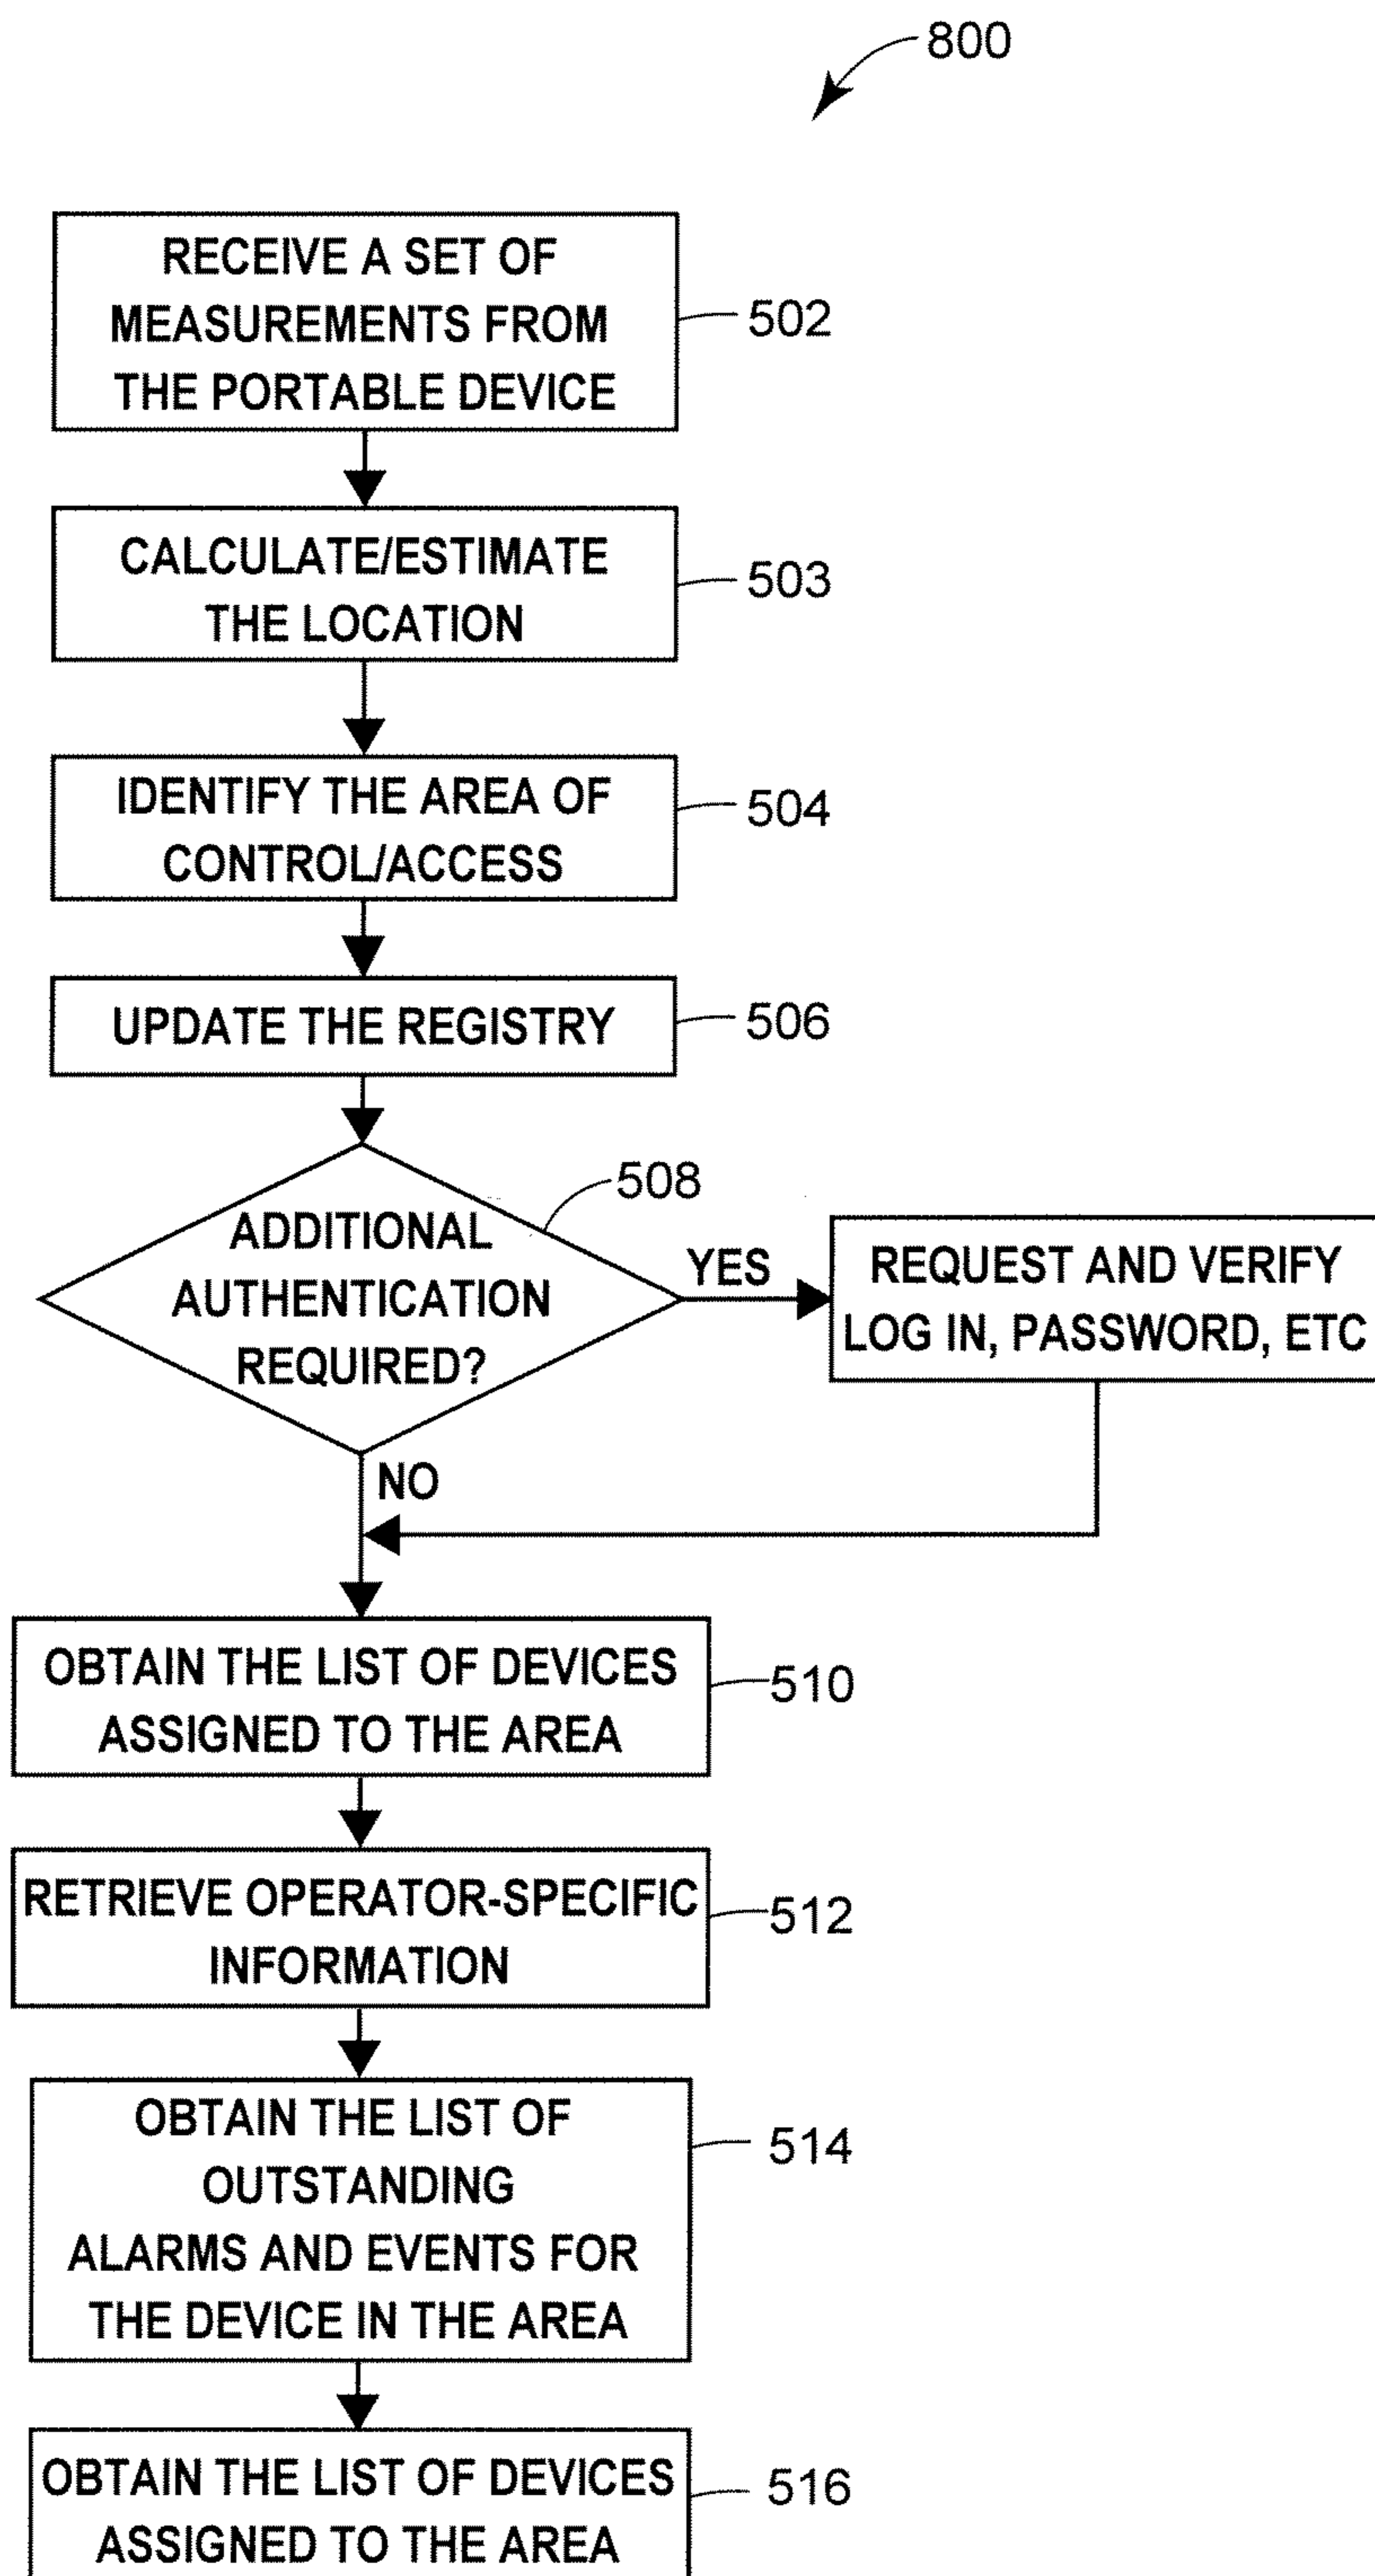 800
RECEIVE A SET OF
MEASUREMENTS FROM
THE PORTABLE DEVICE
502
CALCULATE/ESTIMATE
THE LOCATION
503
IDENTIFY THE AREA OF
CONTROL/ACCESS
504
UPDATE THE REGISTRY
506
508
ADDITIONAL
AUTHENTICATION
REQUIRED?
YES
REQUEST AND VERIFY
LOG IN, PASSWORD, ETC
NO
OBTAIN THE LIST OF DEVICES
ASSIGNED TO THE AREA
510
RETRIEVE OPERATOR-SPECIFIC
INFORMATION
512
OBTAIN THE LIST OF
OUTSTANDING
ALARMS AND EVENTS FOR
THE DEVICE IN THE AREA
514
OBTAIN THE LIST OF DEVICES
ASSIGNED TO THE AREA
516